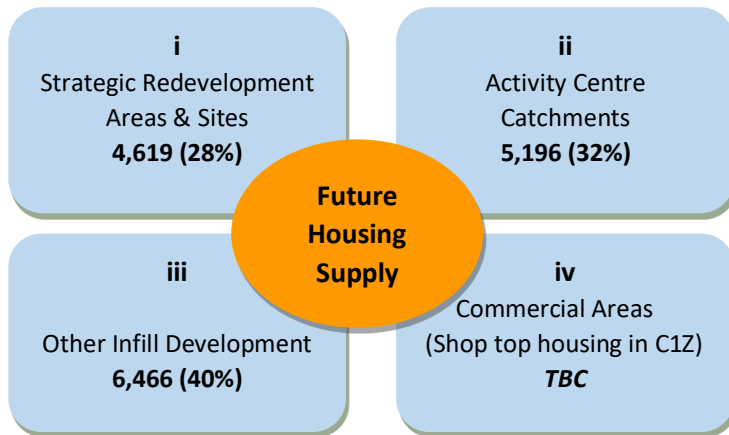 i
Strategic Redevelopment
Areas & Sites
4,619 (28%)
ii
Activity Centre
Catchments
5,196 (32%)
Future
Housing
Supply
iii
Other Infill Development
6,466 (40%)
iv
Commercial Areas
(Shop top housing in C1Z)
TBC